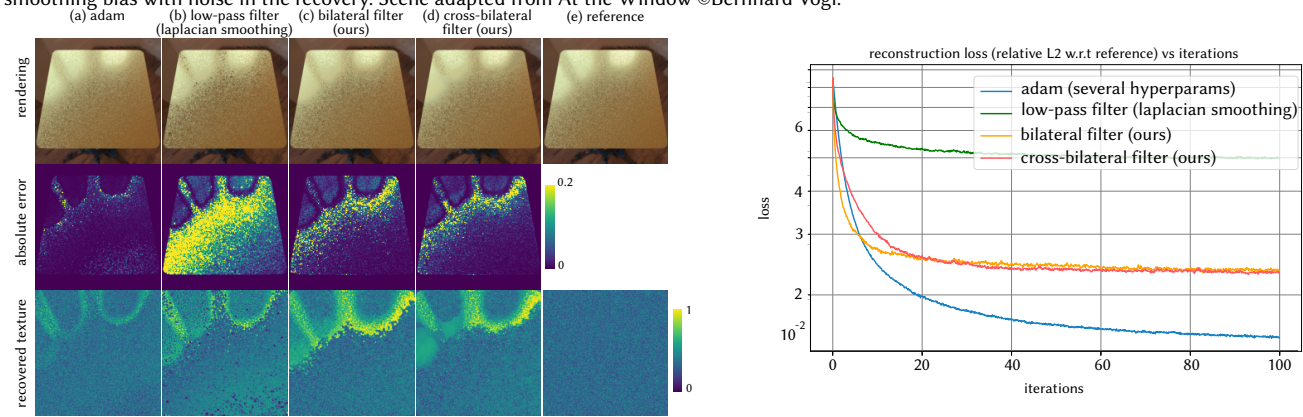 smoothing bias with noise in the recovery. Scene adapted from At the Window ©Bernhard Vogl.
(a) adam
(b) low-pass filter
(laplacian smoothing)
(c) bilateral filter
(ours)
(d) cross-bilateral
filter (ours)
(e) reference
rendering
absolute error
0.2
0
recovered texture
1
0
reconstruction loss (relative L2 w.r.t reference) vs iterations
adam (several hyperparams)
low-pass filter (laplacian smoothing)
bilateral filter (ours)
cross-bilateral filter (ours)
loss
6
4
3
2
10⁻²
0 20 40 60 80 100
iterations